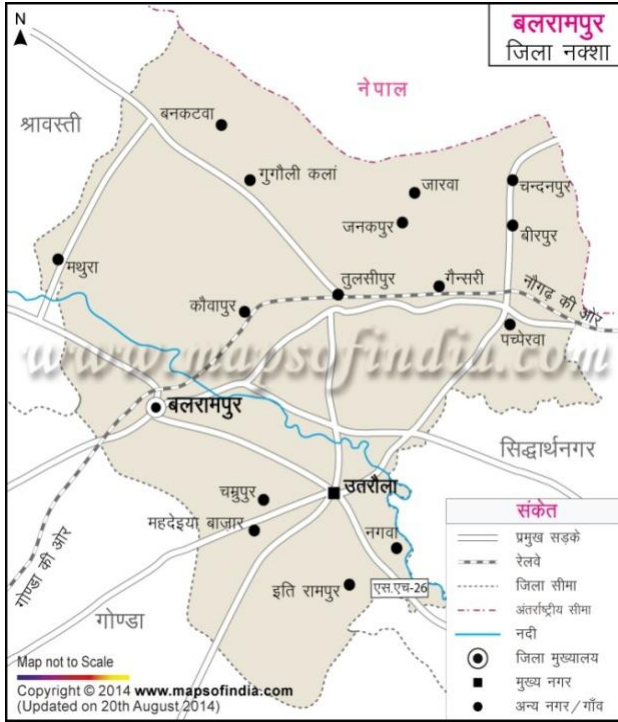 N
बलरामपुर
जिला नक्शा
नेपाल
श्रावस्ती
बनकटवा
गुगौली कलां
जारवा
चन्दनपुर
जनकपुर
बीरपुर
मथुरा
तुलसीपुर
गैन्सरी
नौगढ़ की ओर
कौवापुर
पच्पेरवा
www.mapsofindia.com
बलरामपुर
सिद्धार्थनगर
उतरौला
चम्रुपुर
महदेइया बाज़ार
नगवा
गोण्डा की ओर
इति रामपुर
एस.एच-26
गोण्डा
संकेत
प्रमुख सड़के
रेलवे
जिला सीमा
अंतर्राष्ट्रीय सीमा
नदी
जिला मुख्यालय
मुख्य नगर
अन्य नगर/गाँव
Map not to Scale
Copyright © 2014 www.mapsofindia.com
(Updated on 20th August 2014)